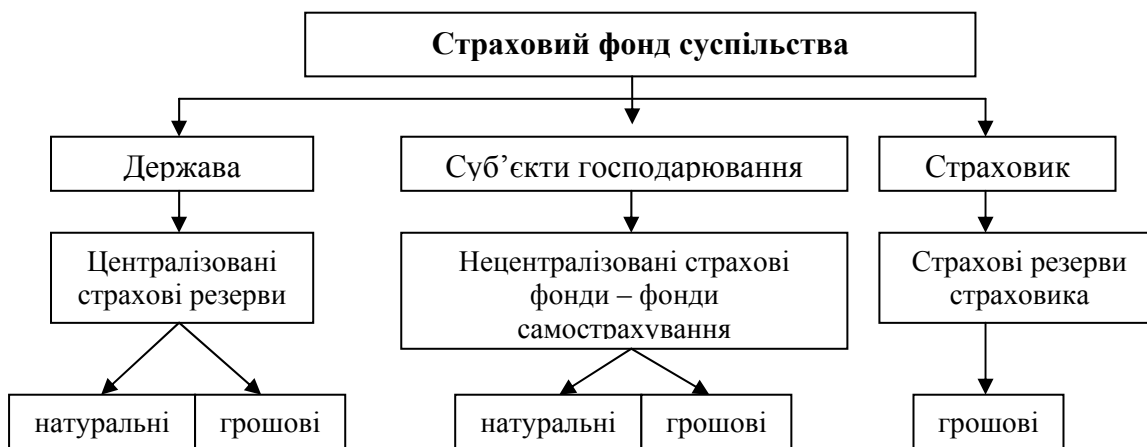 Страховий фонд суспільства
Держава
Суб’єкти господарювання
Страховик
Централізовані
страхові резерви
Нецентралізовані страхові
фонди – фонди
самострахування
Страхові резерви
страховика
натуральні
грошові
натуральні
грошові
грошові